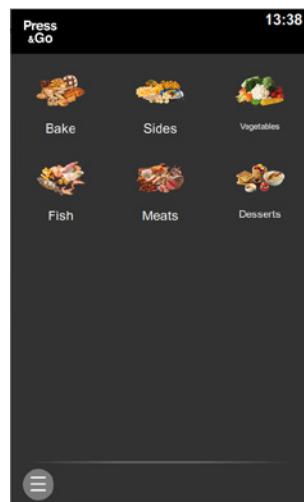 Press
&Go
13:38
Bake
Sides
Vegetables
Fish
Meats
Desserts